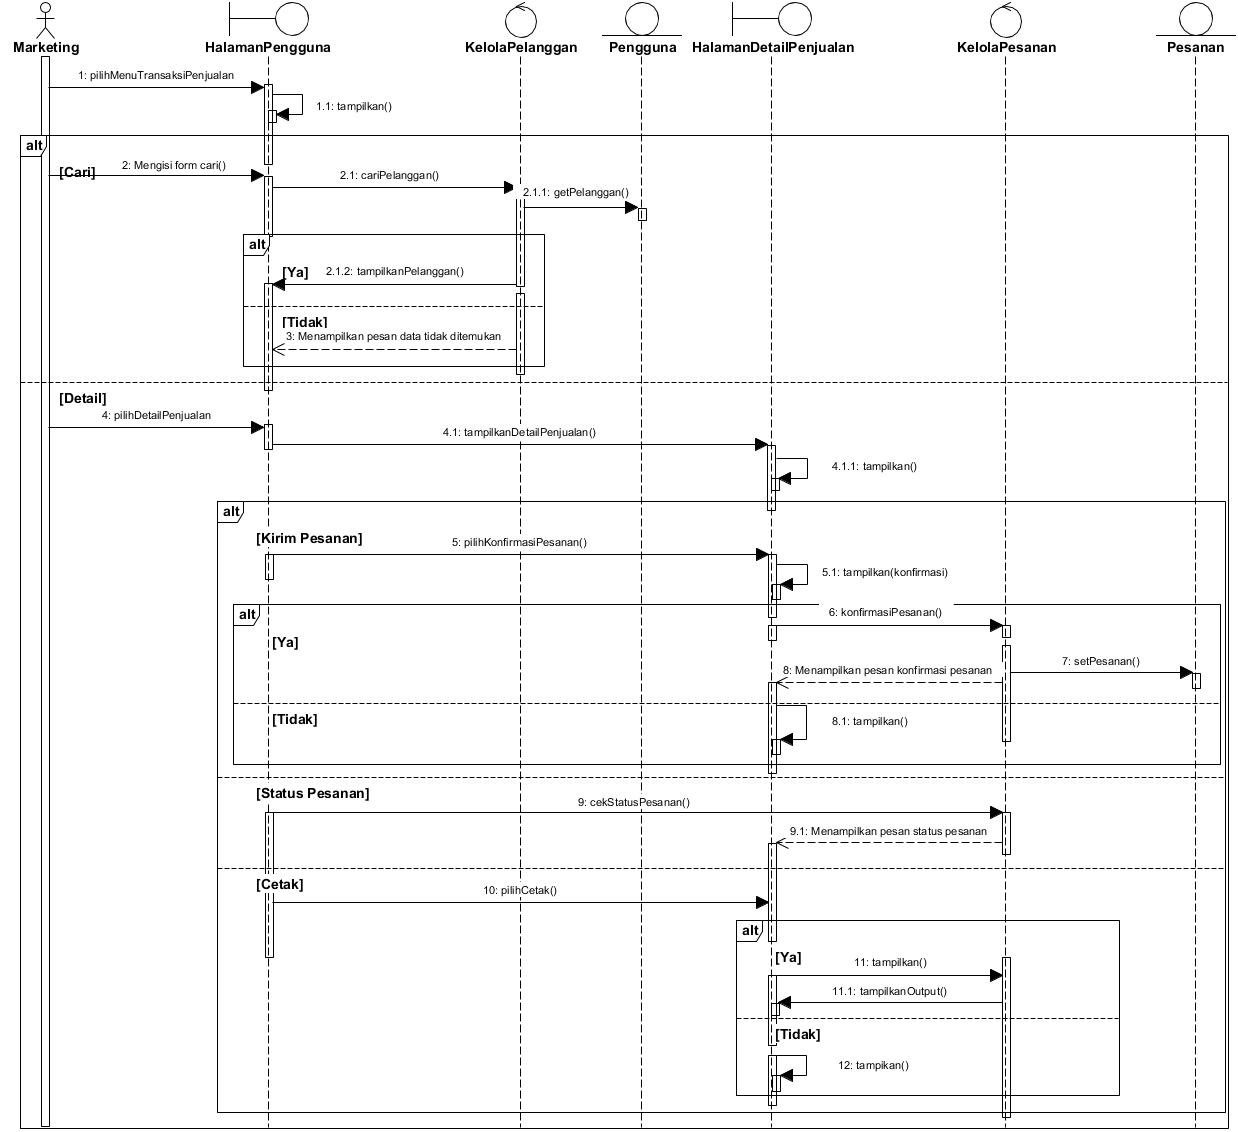 Marketing
HalamanPengguna
KelolaPelanggan
Pengguna
HalamanDetailPenjualan
KelolaPesanan
Pesanan
1: pilihMenuTransaksiPenjualan
1.1: tampilkan()
alt
[Cari]
2: Mengisi form cari()
2.1: cariPelanggan()
2.1.1: getPelanggan()
alt
[Ya]
2.1.2: tampilkanPelanggan()
[Tidak]
3: Menampilkan pesan data tidak ditemukan
[Detail]
4: pilihDetailPenjualan
4.1: tampilkanDetailPenjualan()
4.1.1: tampilkan()
alt
[Kirim Pesanan]
5: pilihKonfirmasiPesanan()
5.1: tampilkan(konfirmasi)
alt
6: konfirmasiPesanan()
[Ya]
7: setPesanan()
8: Menampilkan pesan konfirmasi pesanan
[Tidak]
8.1: tampilkan()
[Status Pesanan]
9: cekStatusPesanan()
9.1: Menampilkan pesan status pesanan
[Cetak]
10: pilihCetak()
alt
[Ya]
11: tampilkan()
11.1: tampilkanOutput()
[Tidak]
12: tampikan()